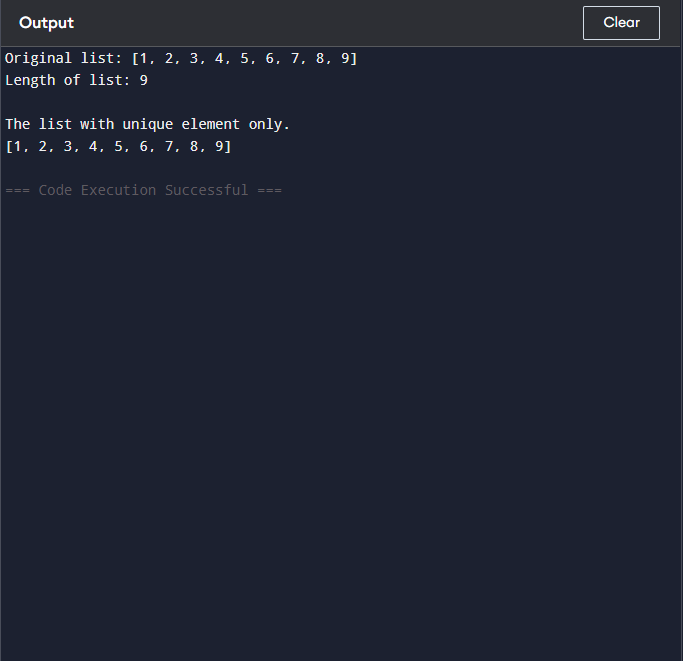 Output
Clear
Original list: [1, 2, 3, 4, 5, 6, 7, 8, 9]
Length of list: 9
The list with unique element only.
[1, 2, 3, 4, 5, 6, 7, 8, 9]
=== Code Execution Successful ===